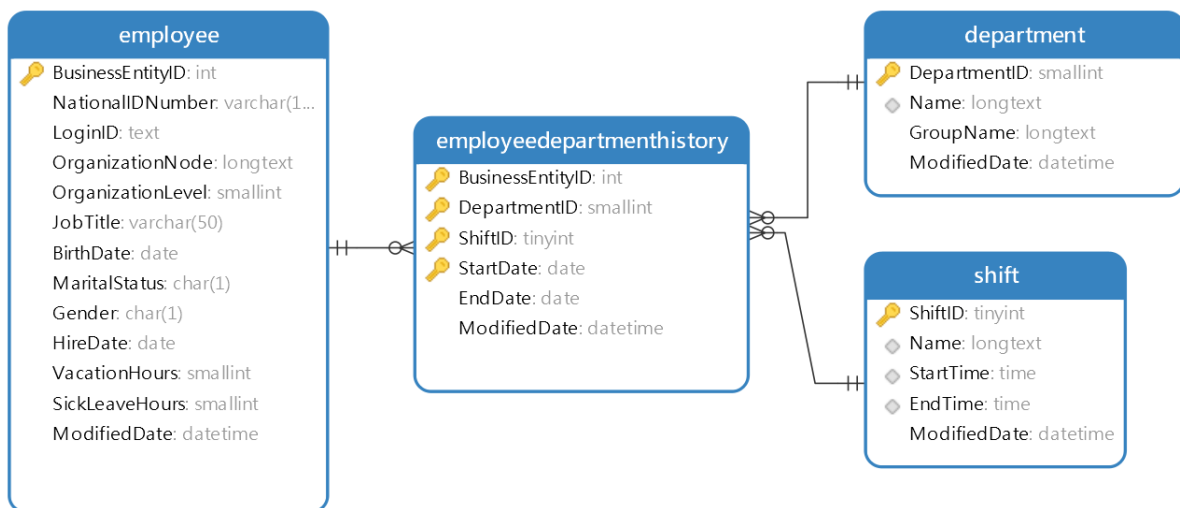 employee
BusinessEntityID: int
NationalIDNumber: varchar(1...
LoginID: text
OrganizationNode: longtext
OrganizationLevel: smallint
JobTitle: varchar(50)
BirthDate: date
MaritalStatus: char(1)
Gender: char(1)
HireDate: date
VacationHours: smallint
SickLeaveHours: smallint
ModifiedDate: datetime
employeedepartmenthistory
BusinessEntityID: int
DepartmentID: smallint
ShiftID: tinyint
StartDate: date
EndDate: date
ModifiedDate: datetime
department
DepartmentID: smallint
Name: longtext
GroupName: longtext
ModifiedDate: datetime
shift
ShiftID: tinyint
Name: longtext
StartTime: time
EndTime: time
ModifiedDate: datetime